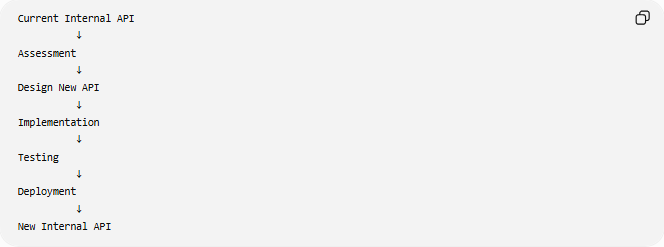 Current Internal API
↓
Assessment
↓
Design New API
↓
Implementation
↓
Testing
↓
Deployment
↓
New Internal API